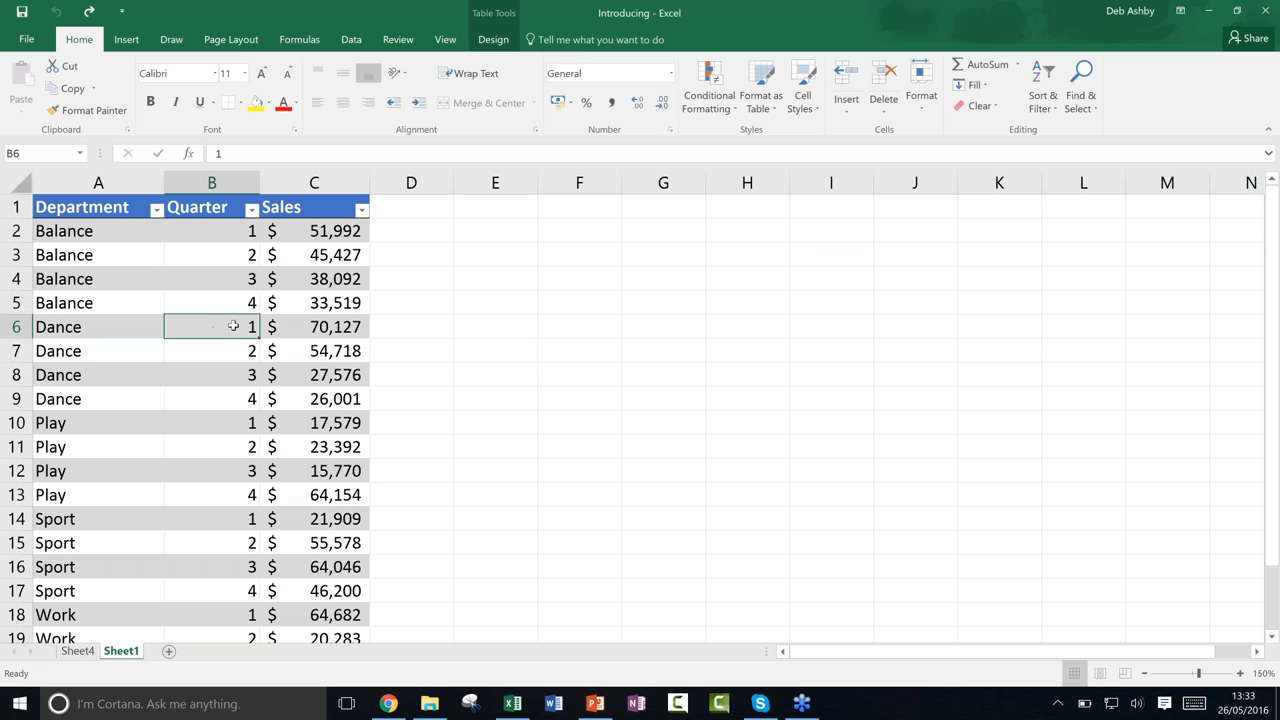 Table Tools
Introducing - Excel
Deb Ashby
File Home Insert Draw Page Layout Formulas Data Review View Design Tell me what you want to do Share
Paste
Cut
Copy
Format Painter
Calibri 11
B I U
Wrap Text
Merge & Center
General
Conditional Formatting
Format as Table
Cell Styles
Insert
Delete
Format
AutoSum
Fill
Clear
Sort & Filter
Find & Select
Clipboard Font Alignment Number Styles Cells Editing
B6 fx 1
A B C D E F G H I J K L M N
1 Department Quarter Sales
2 Balance 1 $ 51,992
3 Balance 2 $ 45,427
4 Balance 3 $ 38,092
5 Balance 4 $ 33,519
6 Dance 1 $ 70,127
7 Dance 2 $ 54,718
8 Dance 3 $ 27,576
9 Dance 4 $ 26,001
10 Play 1 $ 17,579
11 Play 2 $ 23,392
12 Play 3 $ 15,770
13 Play 4 $ 64,154
14 Sport 1 $ 21,909
15 Sport 2 $ 55,578
16 Sport 3 $ 64,046
17 Sport 4 $ 46,200
18 Work 1 $ 64,682
19 Work 2 $ 20,283
Sheet4 Sheet1
Ready
150%
I'm Cortana. Ask me anything.
13:33
26/05/2016